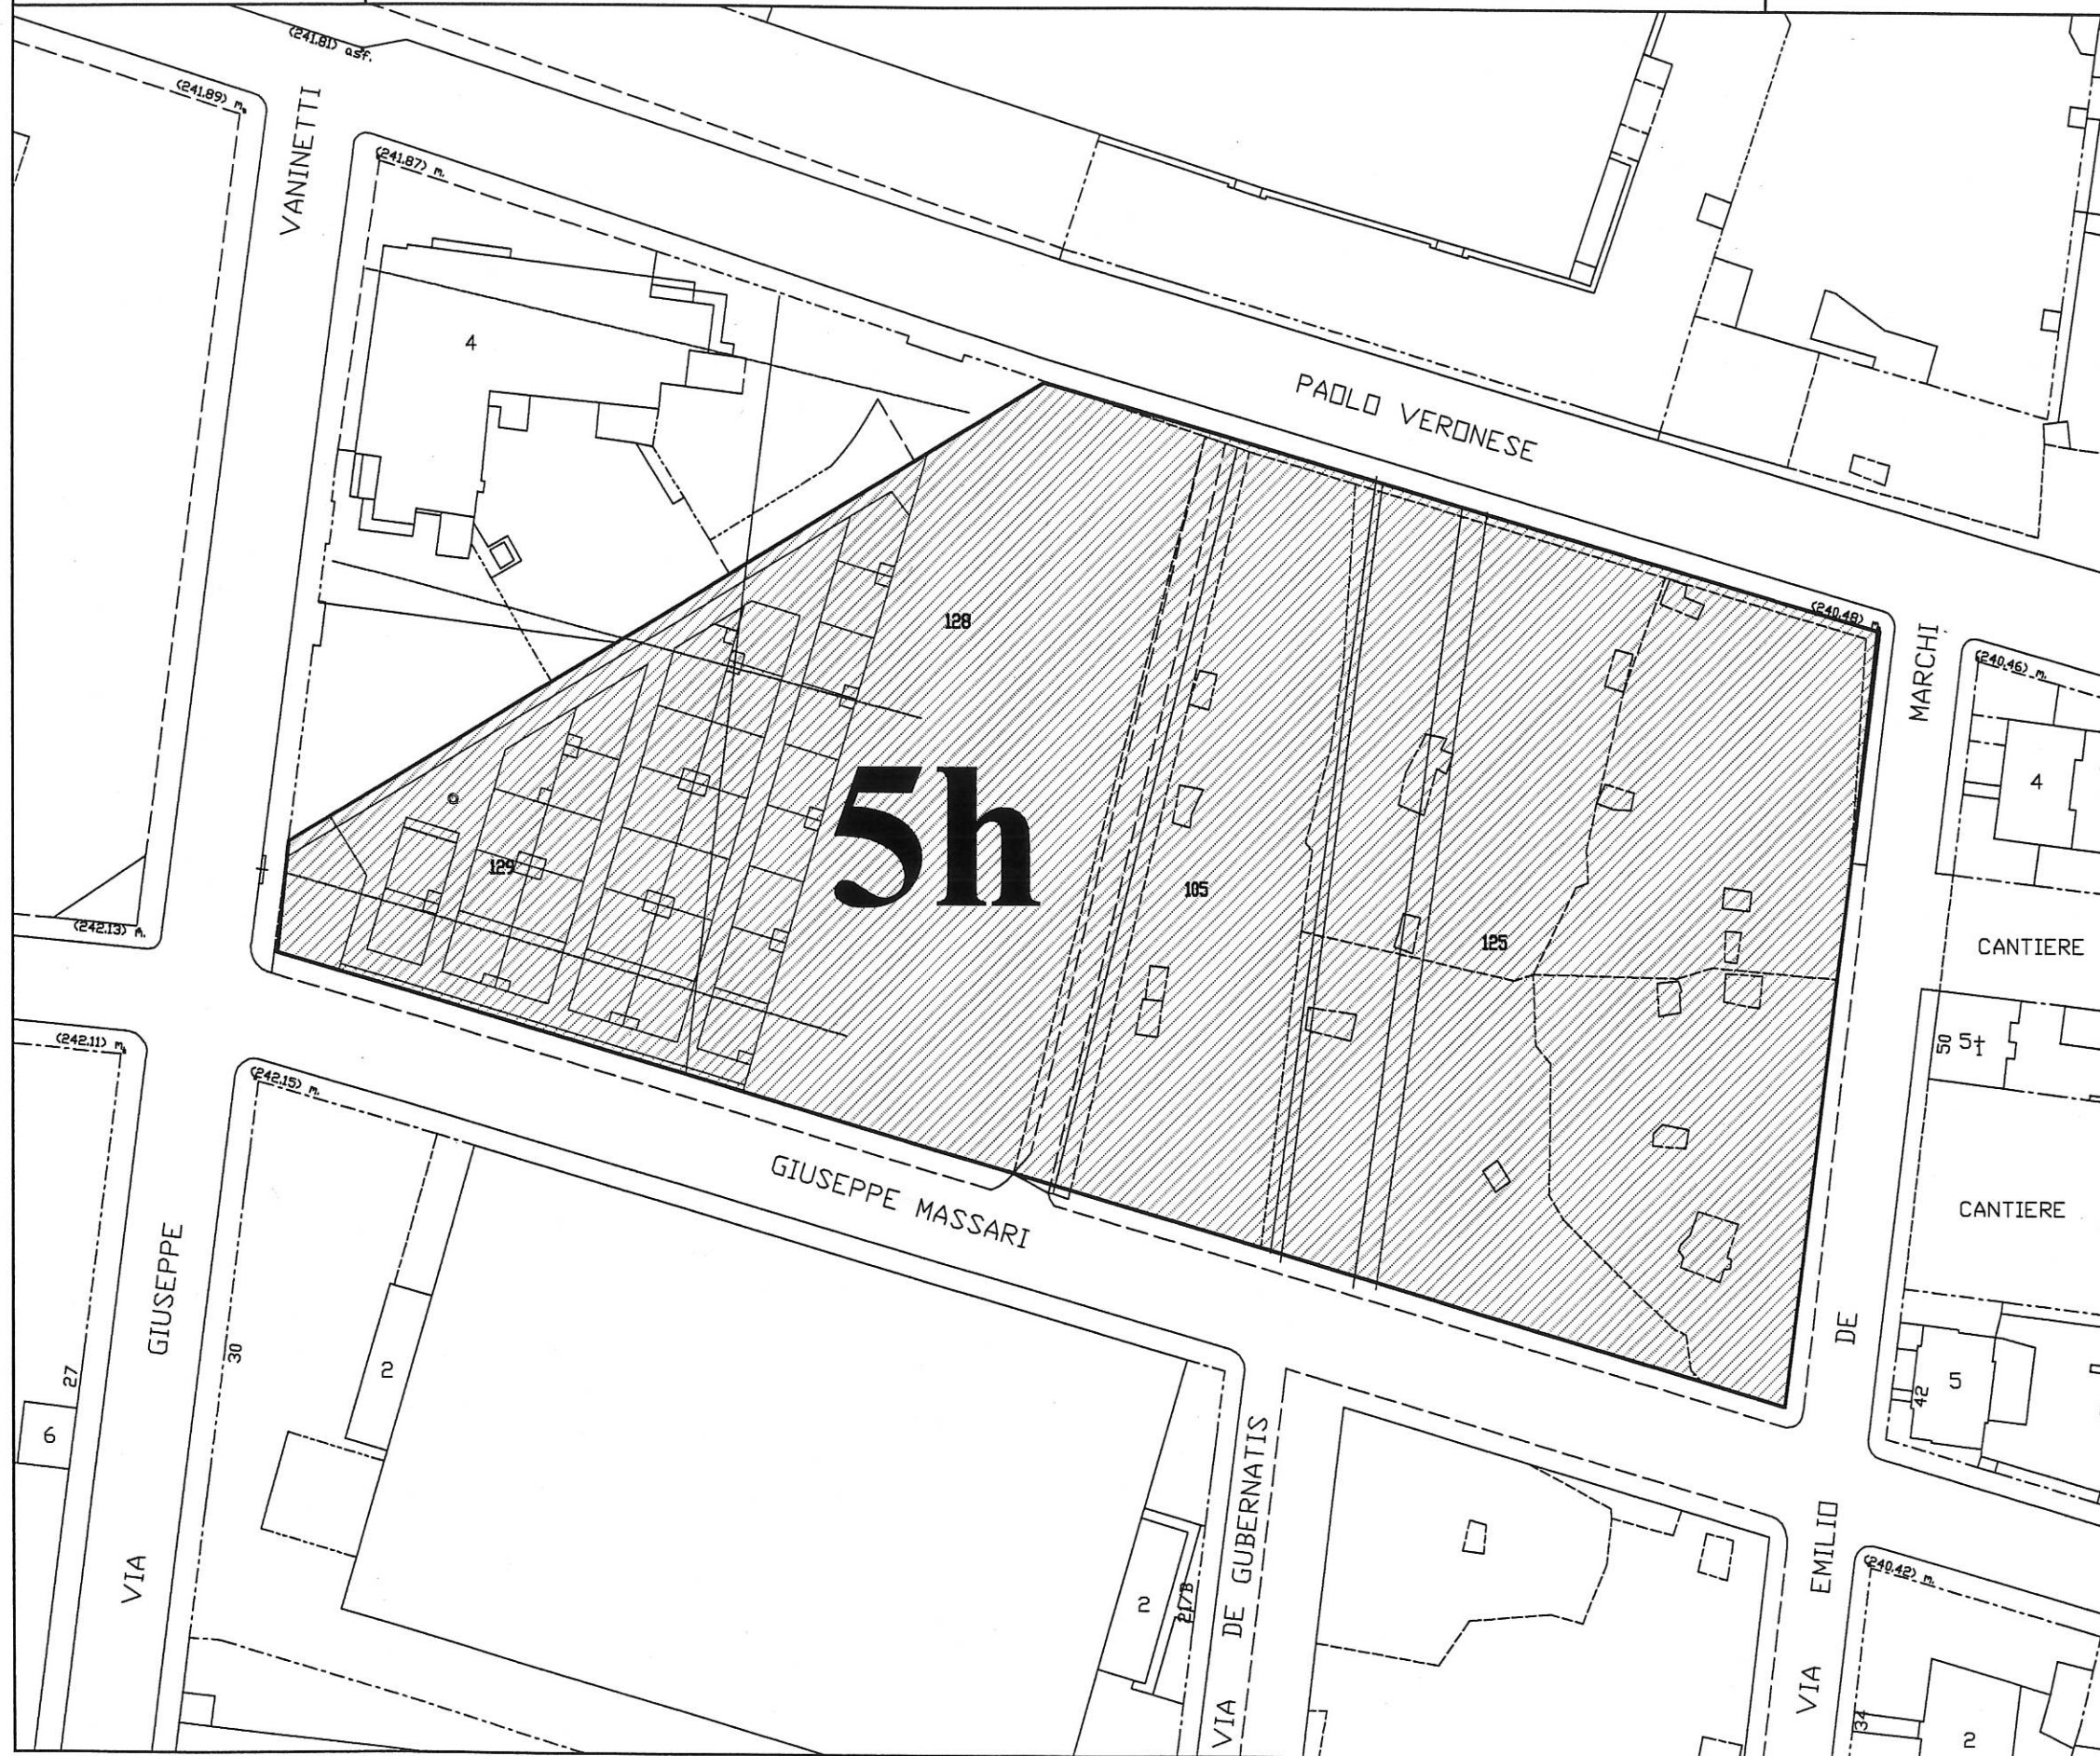 (241.81) asf.
(241.89) m.
VANINETTI
(241.87) m.
4
PAOLO VERONESE
128
(240.48) m.
MARCHI
(240.46) m.
4
5h
129
105
125
CANTIERE
(242.13) m.
(242.11) m.
50
5t
(242.15) m.
GIUSEPPE MASSARI
CANTIERE
GIUSEPPE
30
27
2
DE
5
42
6
VIA
VIA DE GUBERNATIS
2
21/B
VIA EMILIO
(240.42) m.
34
2